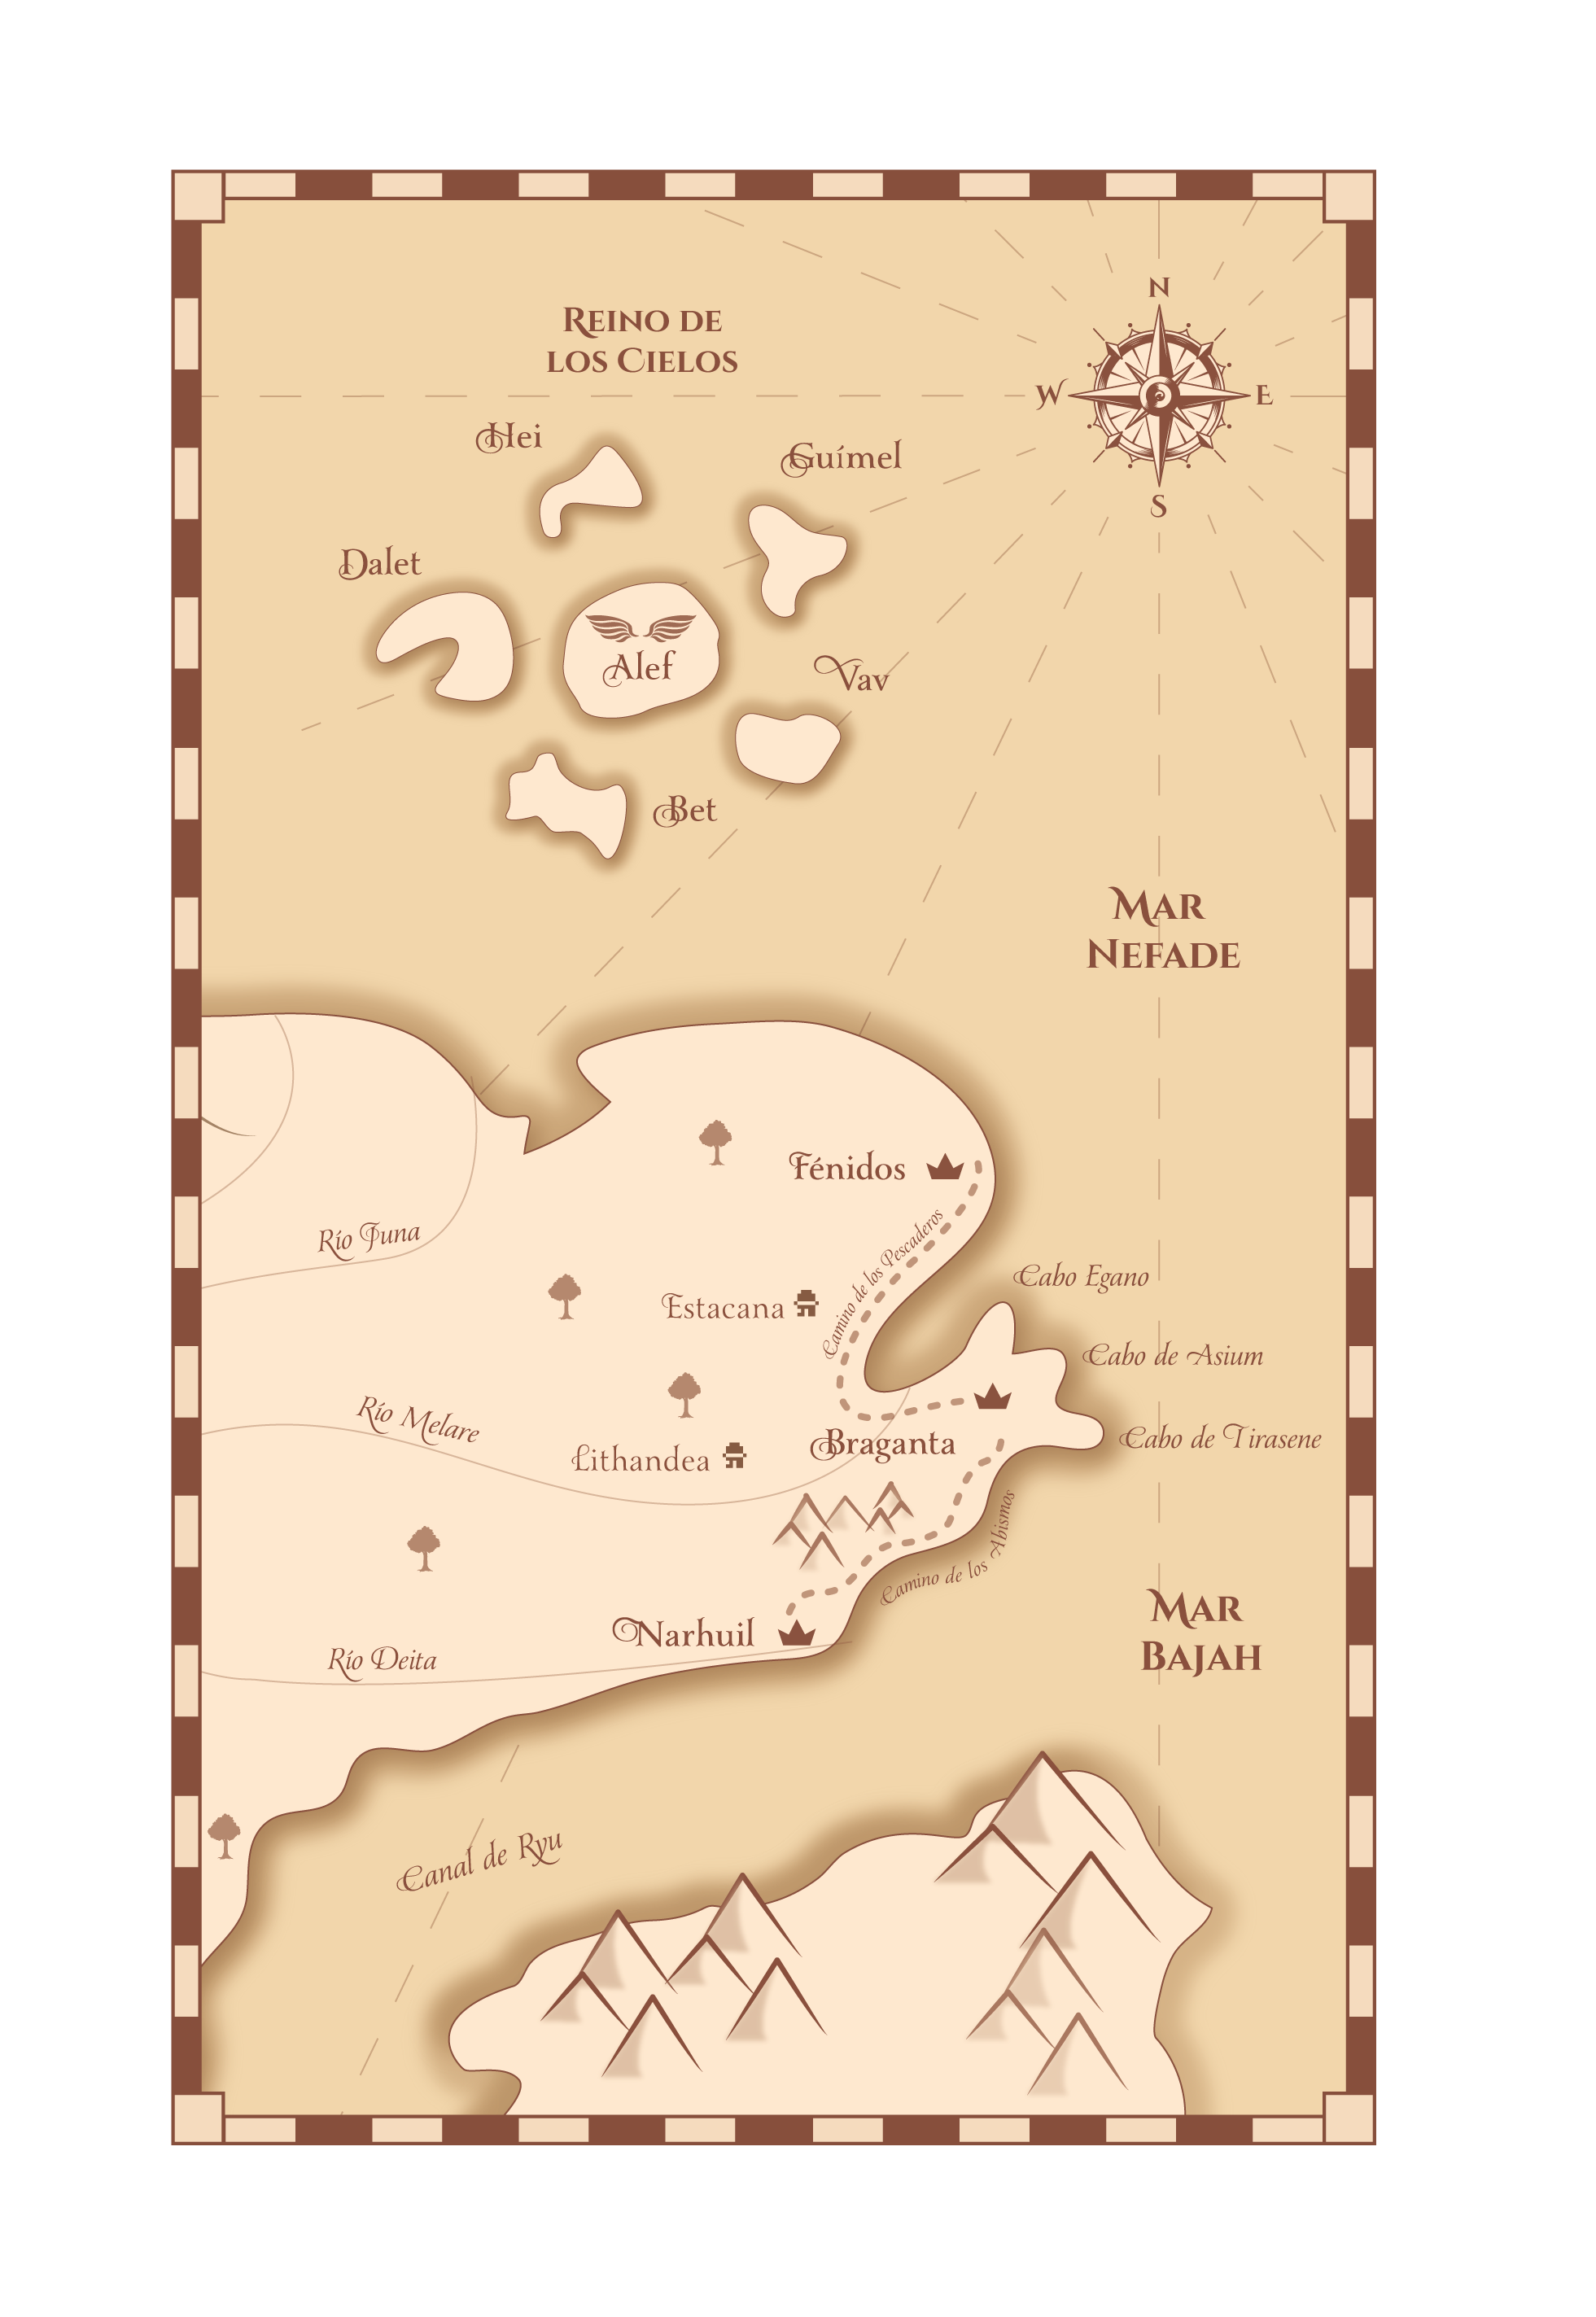 N
REINO DE
LOS CIELOS
W
E
Hei
Guímel
S
Dalet
Alef
Vav
Bet
MAR
NEFADE
Fénidos
Río Juna
Camino de los Pescaderos
Cabo Egano
Estacana
Cabo de Asium
Río Melare
Braganta
Cabo de Tirasene
Lithandea
Camino de los Abismos
MAR
BAJAH
Narhuil
Río Deita
Canal de Ryu